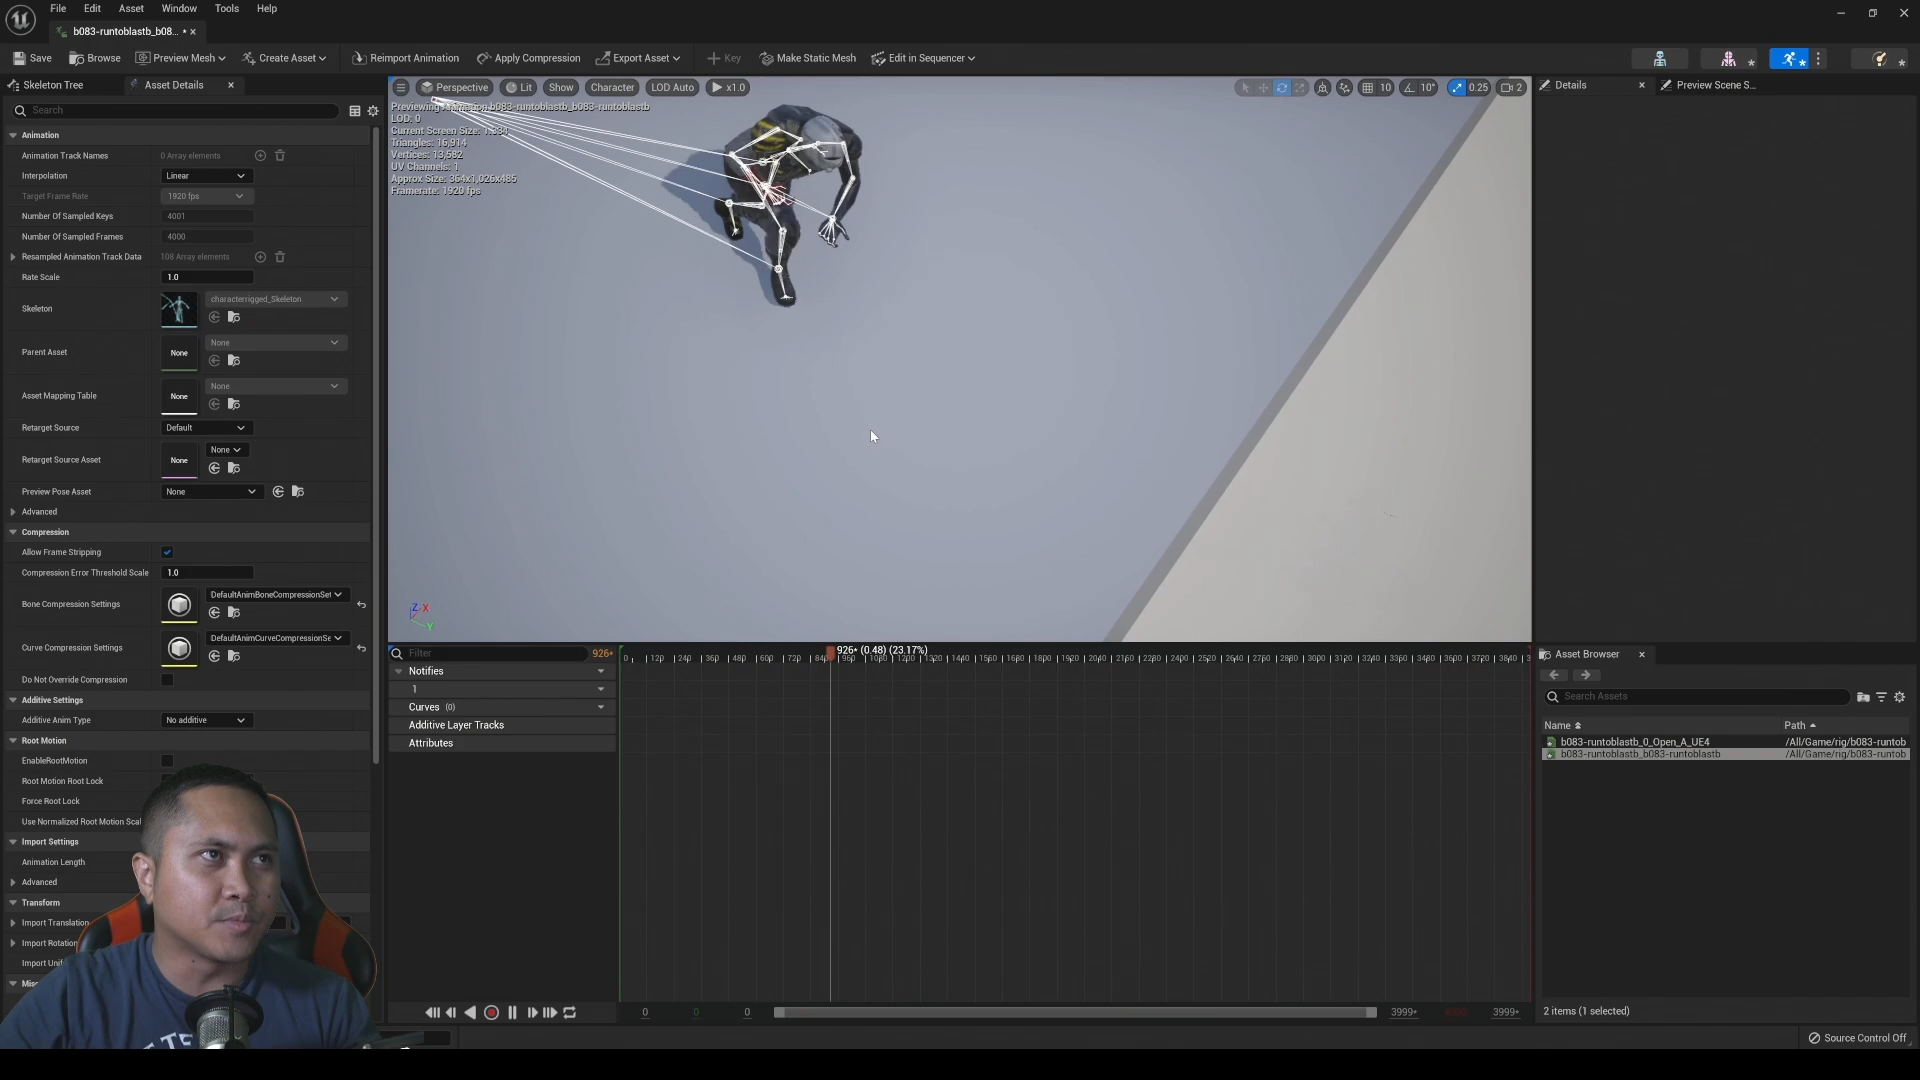 File Edit Asset Window Tools Help
b083-runtoblastb_b08... *
Save Browse Preview Mesh Create Asset Reimport Animation Apply Compression Export Asset Key Make Static Mesh Edit in Sequencer
Skeleton Tree
Asset Details
Search
Animation
Animation Track Names 0 Array elements
Interpolation Linear
Target Frame Rate 1920 fps
Number Of Sampled Keys 4001
Number Of Sampled Frames 4000
Resampled Animation Track Data 108 Array elements
Rate Scale 1.0
Skeleton characterrigged_Skeleton
Parent Asset None None
Asset Mapping Table None None
Retarget Source Default
Retarget Source Asset None None
Preview Pose Asset None
Advanced
Compression
Allow Frame Stripping
Compression Error Threshold Scale 1.0
Bone Compression Settings DefaultAnimBoneCompressionSet
Curve Compression Settings DefaultAnimCurveCompressionSe
Do Not Override Compression
Additive Settings
Additive Anim Type No additive
Root Motion
EnableRootMotion
Root Motion Root Lock
Force Root Lock
Use Normalized Root Motion Scal
Import Settings
Animation Length
Advanced
Transform
Import Translation
Import Rotation
Import Unif
Misc
Perspective Lit Show Character LOD Auto x1.0
10 10° 0.25 2
Previewing Animation b083-runtoblastb_b083-runtoblastb
LOD: 0
Current Screen Size: 1.334
Triangles: 16,914
Vertices: 13,582
UV Channels: 1
Approx Size: 364x1,026x485
Framerate: 1920 fps
Z X
Y
Filter 926*
926* (0.48) (23.17%)
0 120 240 360 480 600 720 840 960 1080 1200 1320 1440 1560 1680 1800 1920 2040 2160 2280 2400 2520 2640 2760 2880 3000 3120 3240 3360 3480 3600 3720 3840
Notifies
1
Curves (0)
Additive Layer Tracks
Attributes
0 0 0 3999* 3999*
Details
Preview Scene S...
Asset Browser
Search Assets
Name Path
b083-runtoblastb_0_Open_A_UE4 /All/Game/rig/b083-runtob
b083-runtoblastb_b083-runtoblastb /All/Game/rig/b083-runtob
2 items (1 selected)
Source Control Off